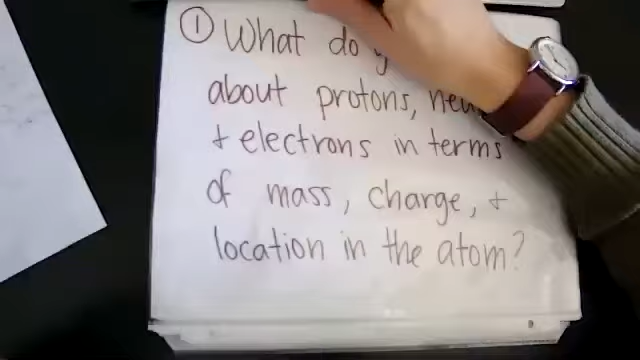 ① What do
about protons,
+ electrons in terms
of mass, charge, +
location in the atom?